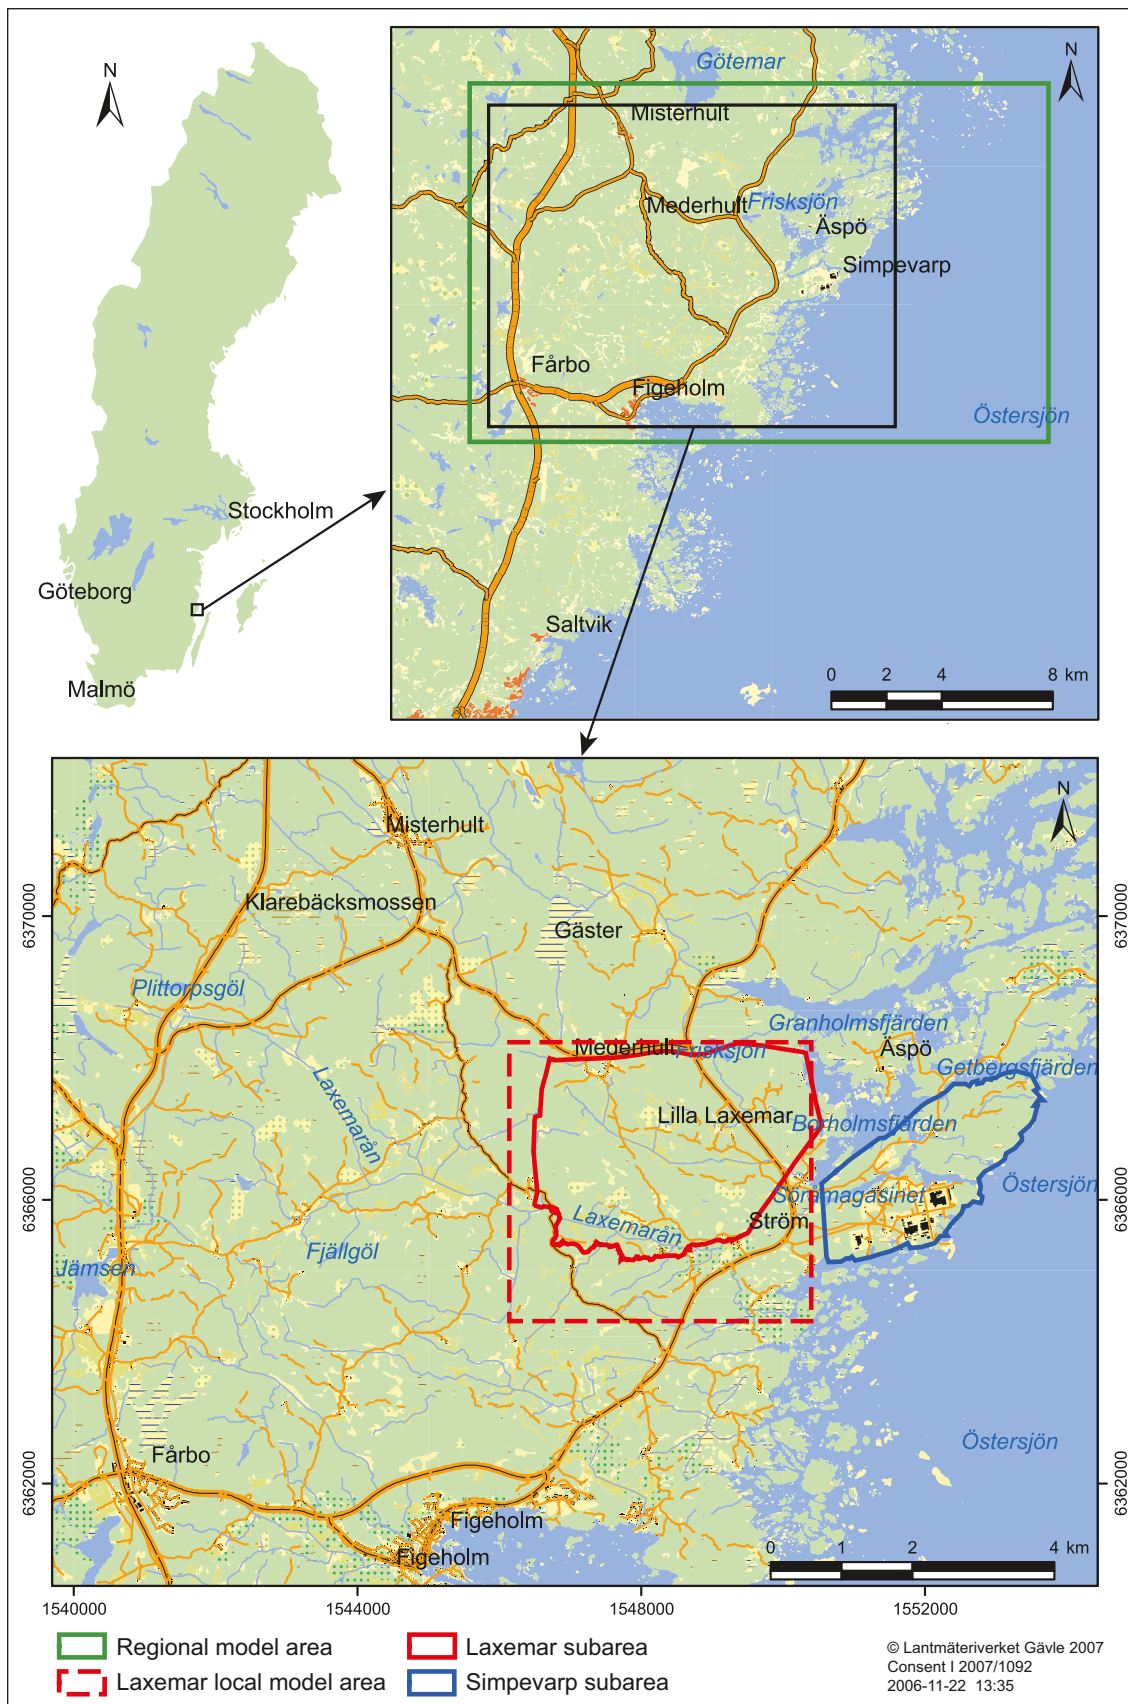 N
Stockholm
Göteborg
Malmö
Götemar
N
Misterhult
Mederhult
Frisksjön
Äspö
Simpevarp
Fårbo
Figeholm
Östersjön
Saltvik
0 2 4 8 km
N
Misterhult
Klarebäcksmossen
Gäster
Plittorpsgöl
Granholmsfjärden
Mederhult
Frisksjön
Äspö
Getbergsfjärden
Laxemarån
Lilla Laxemar
Borholmsfjärden
Östersjön
Söråmagasinet
Laxemarån
Ström
Fjällgöl
Jämsen
Östersjön
Fårbo
Figeholm
Figeholm
0 1 2 4 km
6370000
6366000
6362000
6370000
6366000
6362000
1540000 1544000 1548000 1552000
Regional model area
Laxemar local model area
Laxemar subarea
Simpevarp subarea
© Lantmäteriverket Gävle 2007
Consent I 2007/1092
2006-11-22 13:35